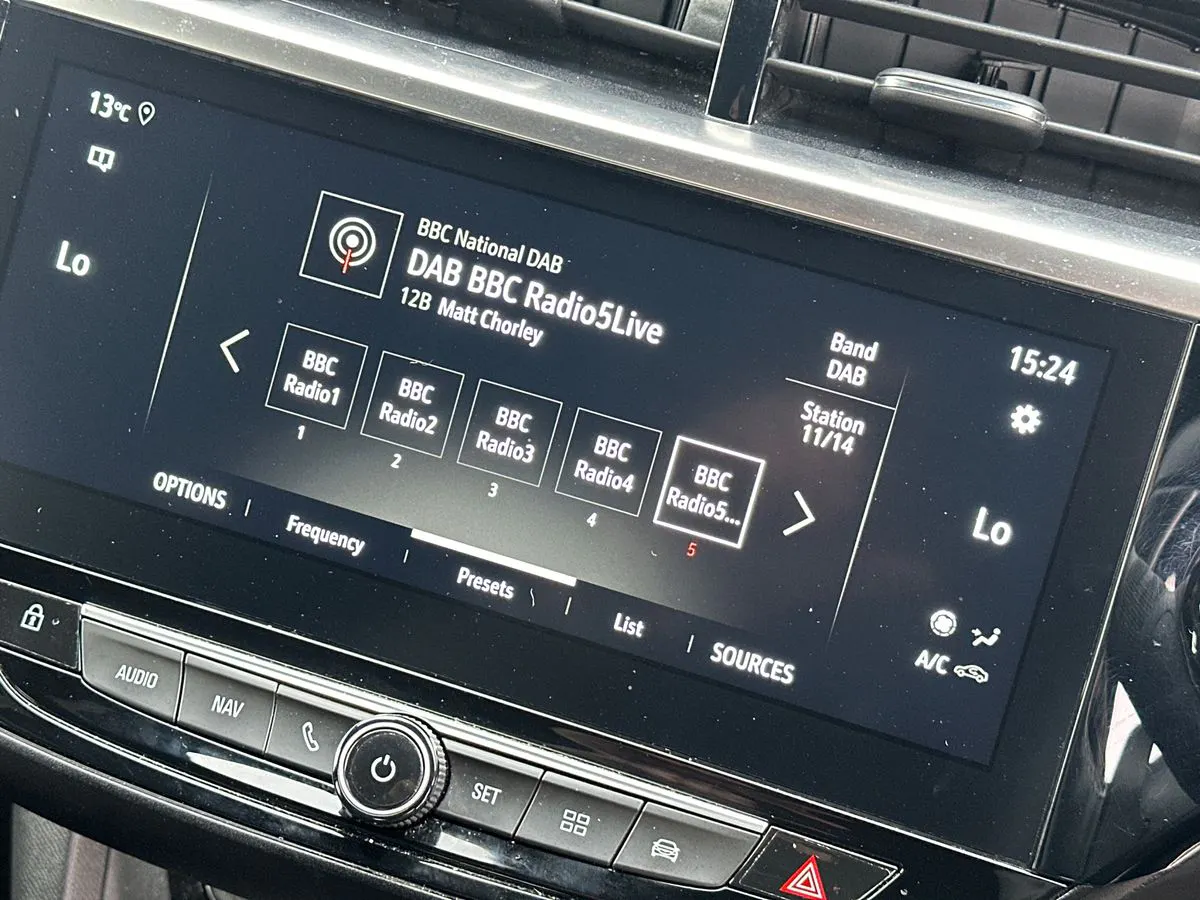 13°C
Lo
BBC National DAB
DAB BBC Radio5Live
12B Matt Chorley
Band
DAB
Station
11/14
15:24
Lo
BBC
Radio1
1
BBC
Radio2
2
BBC
Radio3
3
BBC
Radio4
4
BBC
Radio5...
5
OPTIONS
Frequency
Presets
List
SOURCES
A/C
AUDIO
NAV
SET